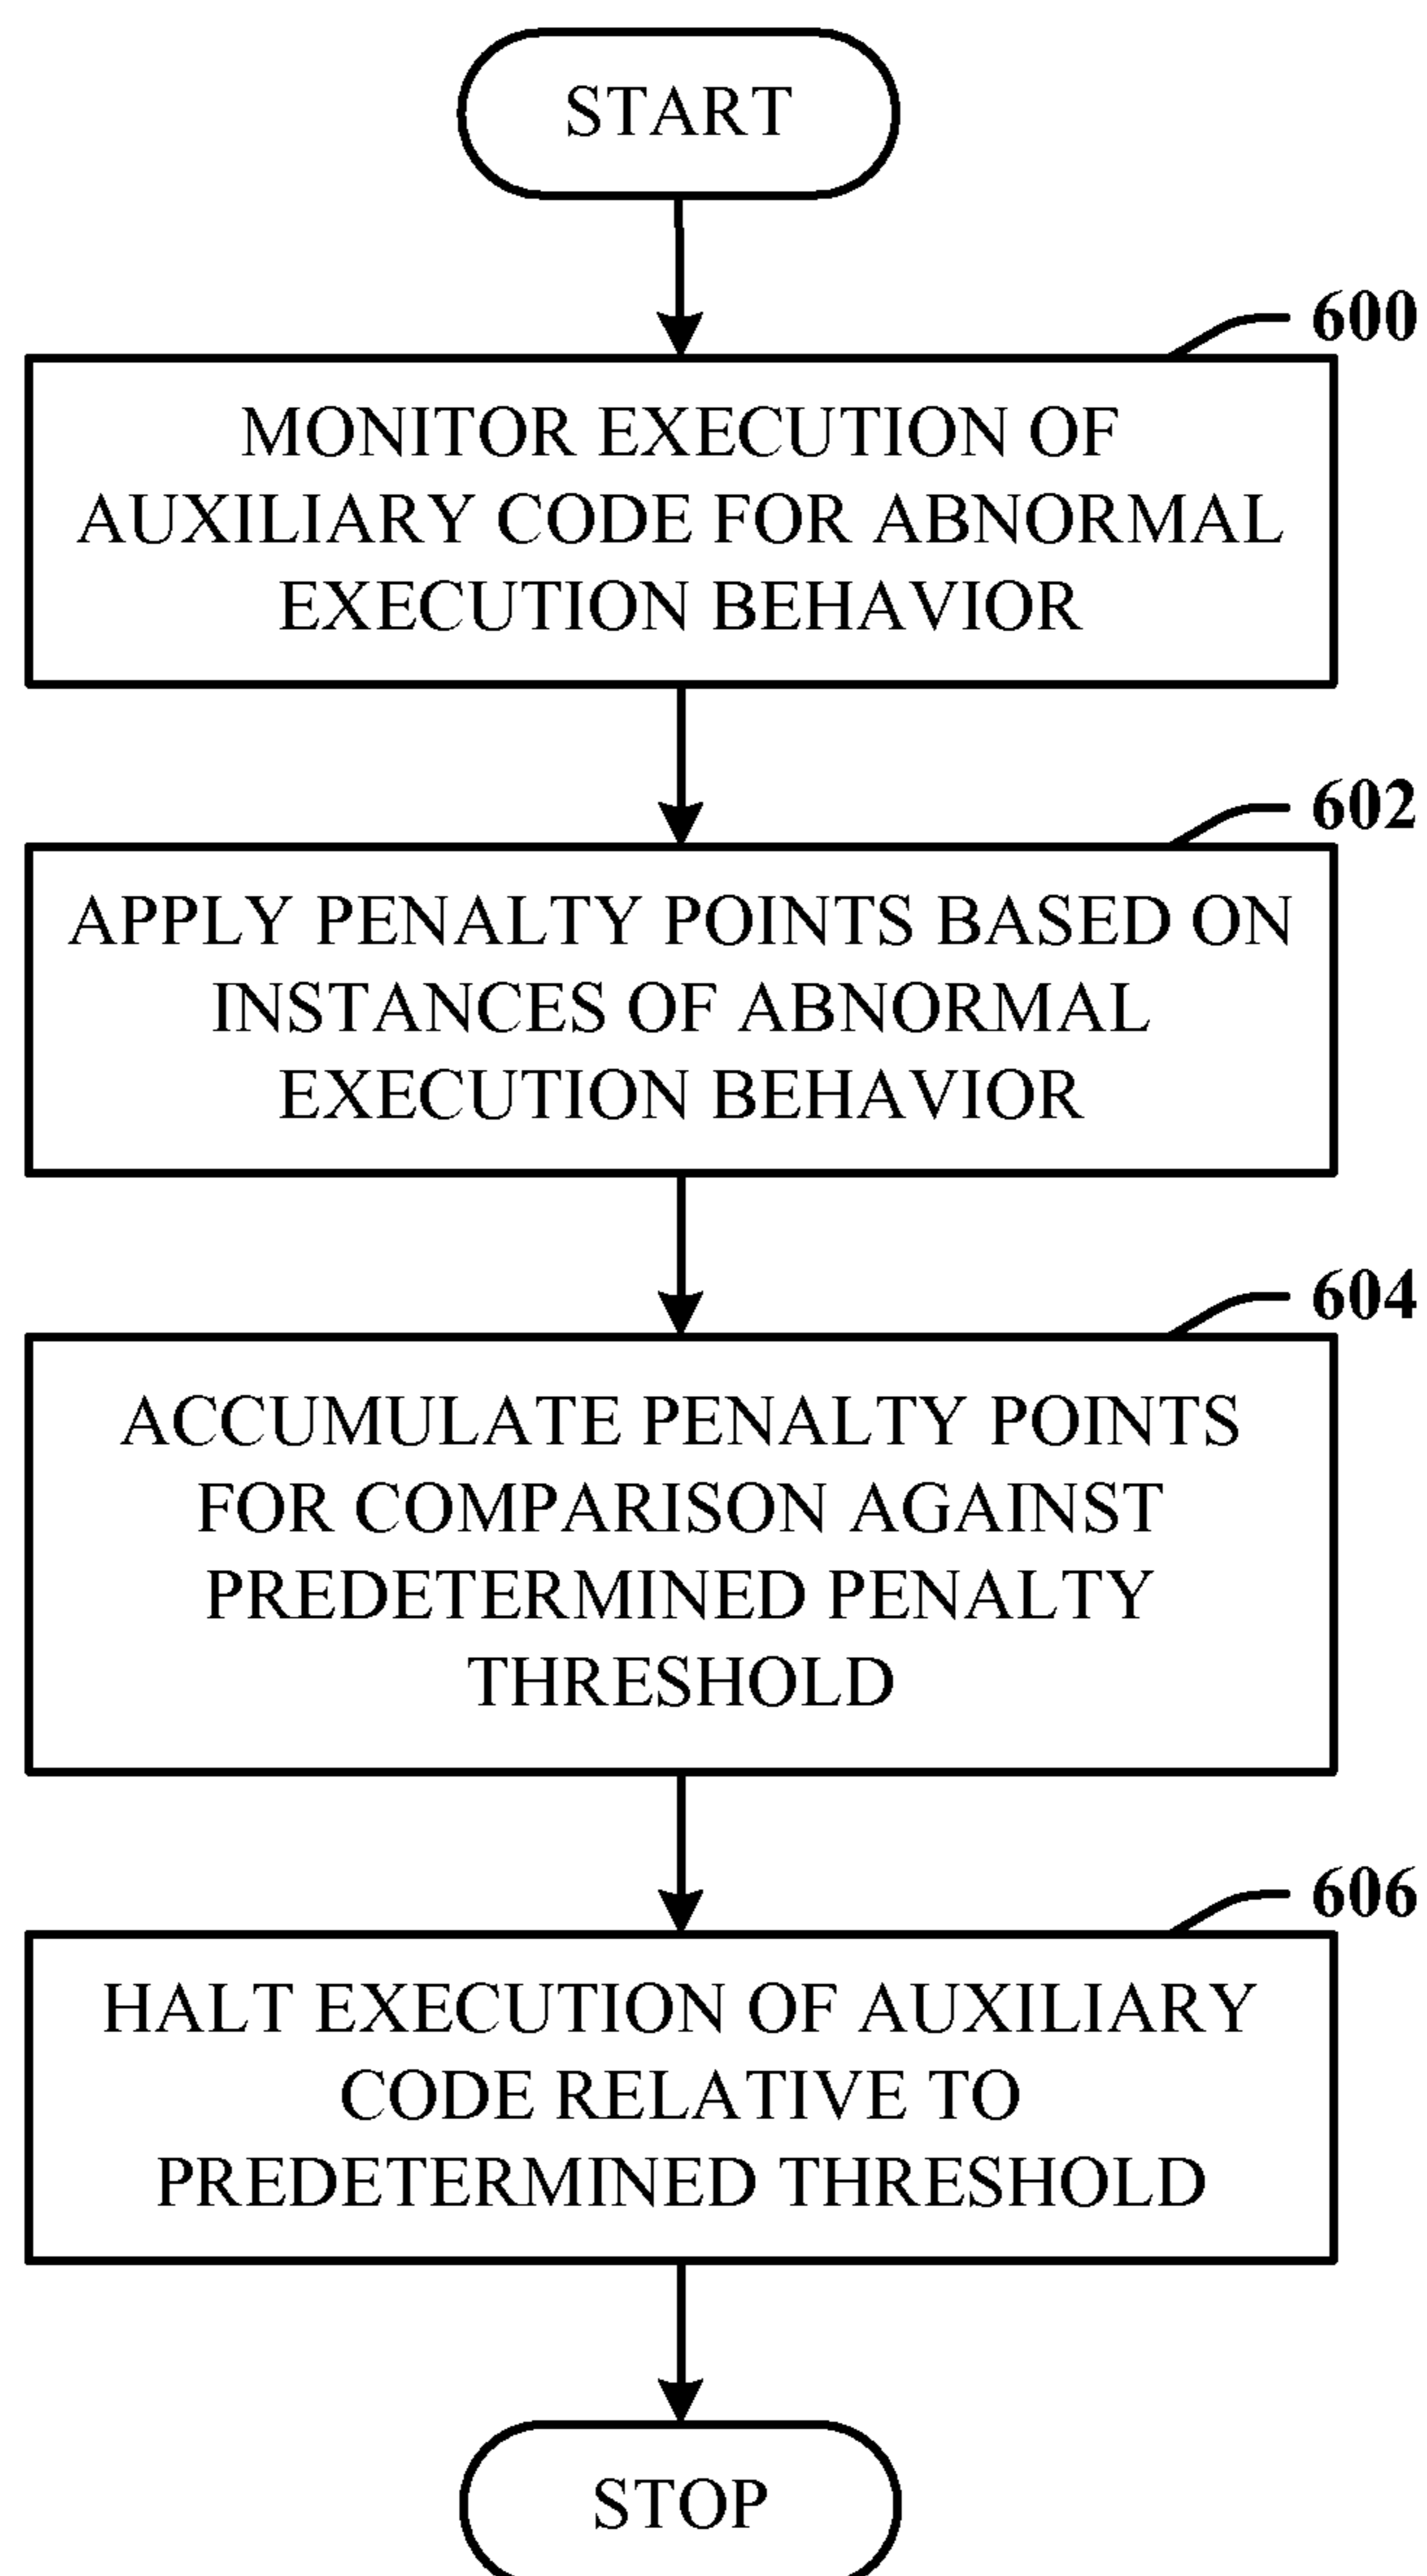 START
600
MONITOR EXECUTION OF
AUXILIARY CODE FOR ABNORMAL
EXECUTION BEHAVIOR
602
APPLY PENALTY POINTS BASED ON
INSTANCES OF ABNORMAL
EXECUTION BEHAVIOR
604
ACCUMULATE PENALTY POINTS
FOR COMPARISON AGAINST
PREDETERMINED PENALTY
THRESHOLD
606
HALT EXECUTION OF AUXILIARY
CODE RELATIVE TO
PREDETERMINED THRESHOLD
STOP